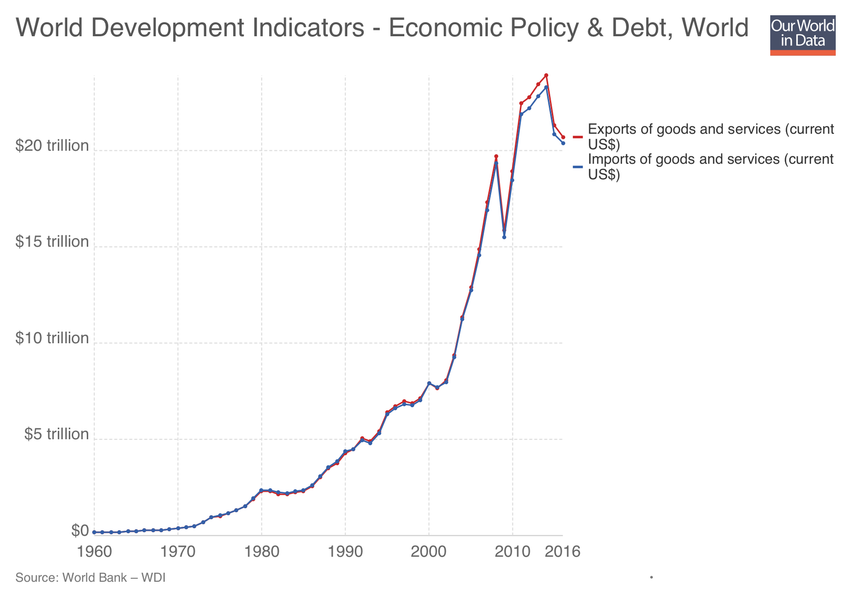 World Development Indicators - Economic Policy & Debt, World
Our World
in Data
Exports of goods and services (current
US$)
Imports of goods and services (current
US$)
$20 trillion
$15 trillion
$10 trillion
$5 trillion
$0
1960 1970 1980 1990 2000 2010 2016
Source: World Bank – WDI